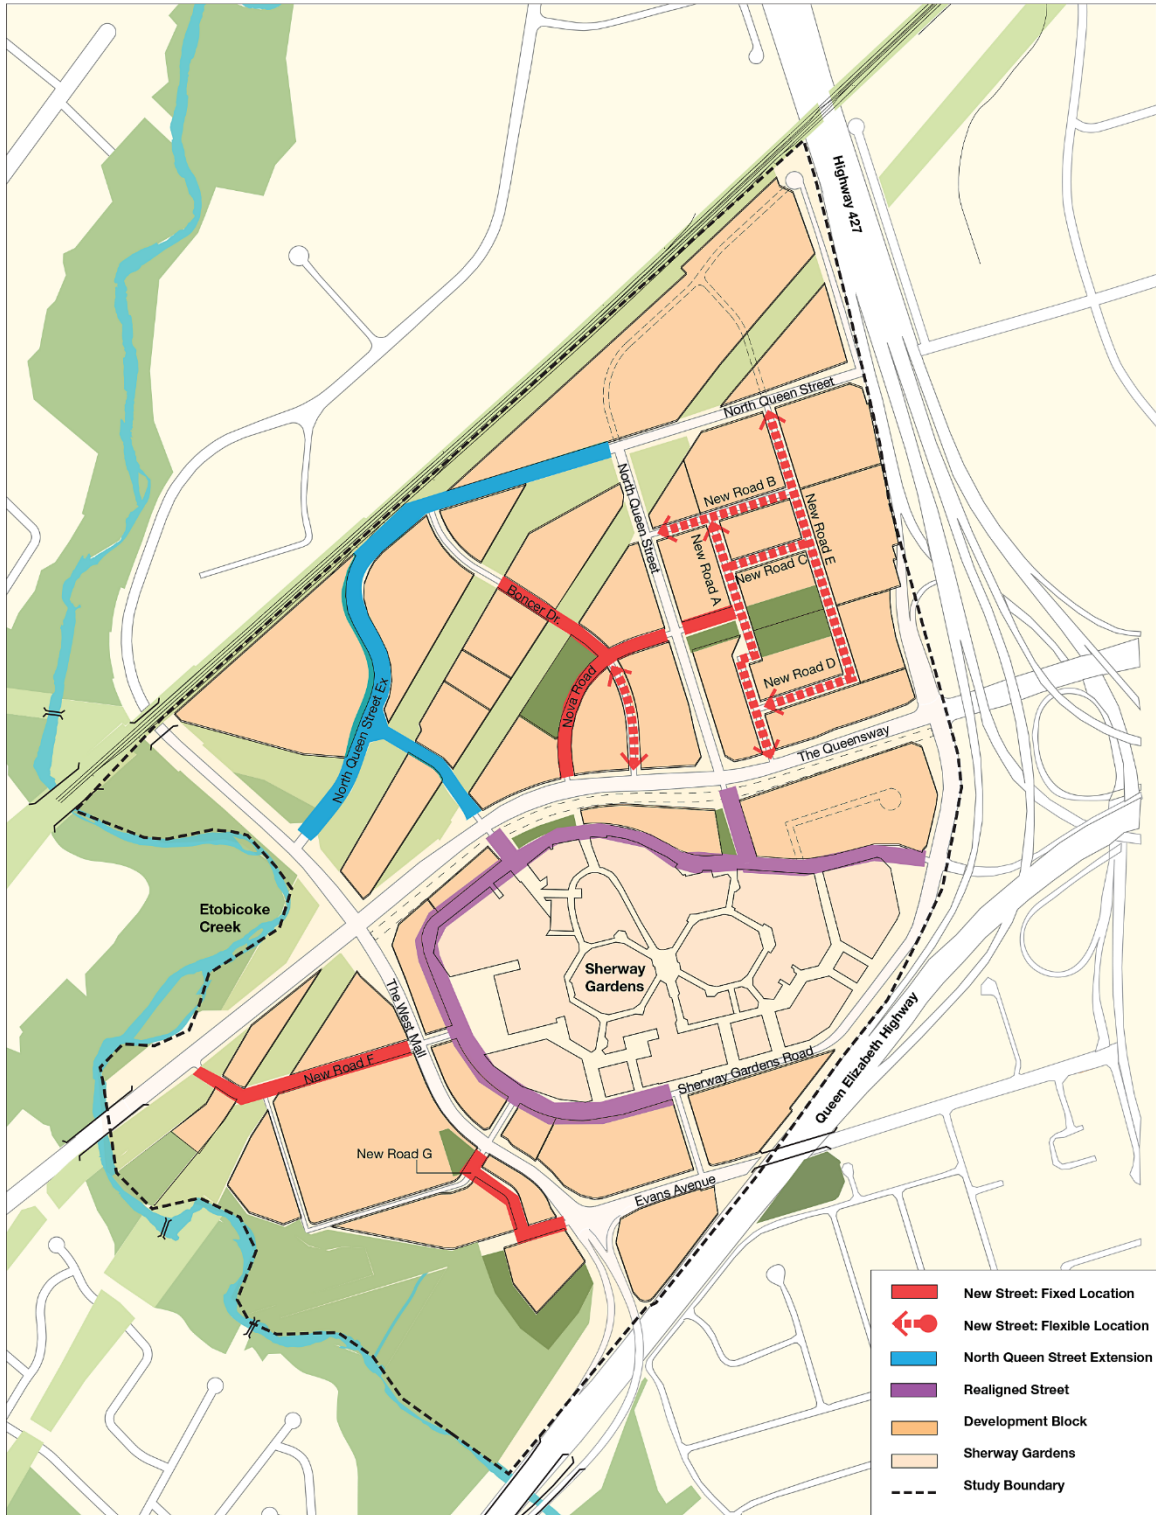 Highway 427
North Queen Street
North Queen Street
New Road B
New Road E
New Road A
New Road C
Boncer Dr.
Nova Road
New Road D
North Queen Street Ex
The Queensway
Etobicoke
Creek
Sherway
Gardens
The West Mall
Queen Elizabeth Highway
New Road F
Sherway Gardens Road
New Road G
Evans Avenue
New Street: Fixed Location
New Street: Flexible Location
North Queen Street Extension
Realigned Street
Development Block
Sherway Gardens
Study Boundary